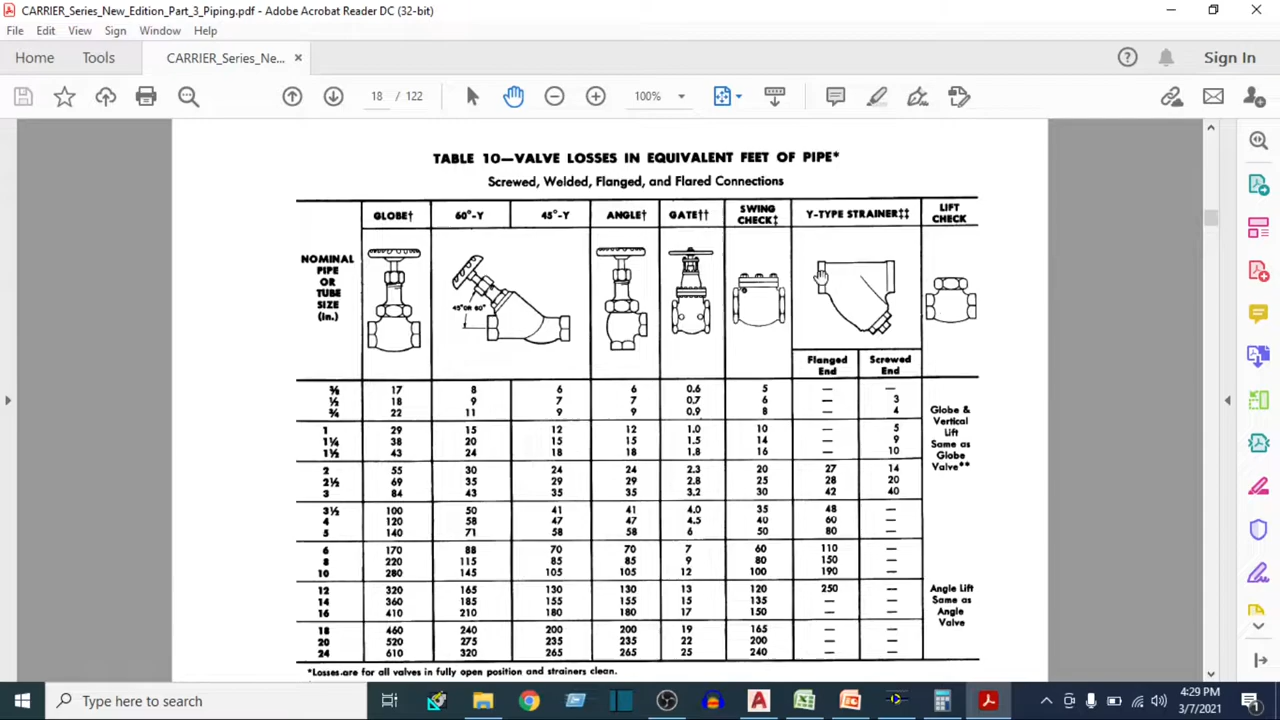 CARRIER_Series_New_Edition_Part_3_Piping.pdf - Adobe Acrobat Reader DC (32-bit)
File Edit View Sign Window Help
Home Tools CARRIER_Series_Ne... × Sign In
18 / 122 100%
TABLE 10—VALVE LOSSES IN EQUIVALENT FEET OF PIPE*
Screwed, Welded, Flanged, and Flared Connections
NOMINAL PIPE OR TUBE SIZE (in.) GLOBE† 60°-Y 45°-Y ANGLE† GATE†† SWING CHECK‡ Y-TYPE STRAINER‡‡ LIFT CHECK
45° OR 60°
Flanged End Screwed End
⅜ 17 8 6 6 0.6 5 — —
½ 18 9 7 7 0.7 6 — 3
¾ 22 11 9 9 0.9 8 — 4
1 29 15 12 12 1.0 10 — 5
1¼ 38 20 15 15 1.5 14 — 9
1½ 43 24 18 18 1.8 16 — 10
2 55 30 24 24 2.3 20 27 14
2½ 69 35 29 29 2.8 25 28 20
3 84 43 35 35 3.2 30 42 40
3½ 100 50 41 41 4.0 35 48 —
4 120 58 47 47 4.5 40 60 —
5 140 71 58 58 6 50 80 —
6 170 88 70 70 7 60 110 —
8 220 115 85 85 9 80 150 —
10 280 145 105 105 12 100 190 —
12 320 165 130 130 13 120 250 —
14 360 185 155 155 15 135 — —
16 410 210 180 180 17 150 — —
18 460 240 200 200 19 165 — —
20 520 275 235 235 22 200 — —
24 610 320 265 265 25 240 — —
Globe &
Vertical
Lift
Same as
Globe
Valve**
Angle Lift
Same as
Angle
Valve
*Losses are for all valves in fully open position and strainers clean.
Type here to search
4:29 PM
3/7/2021
1